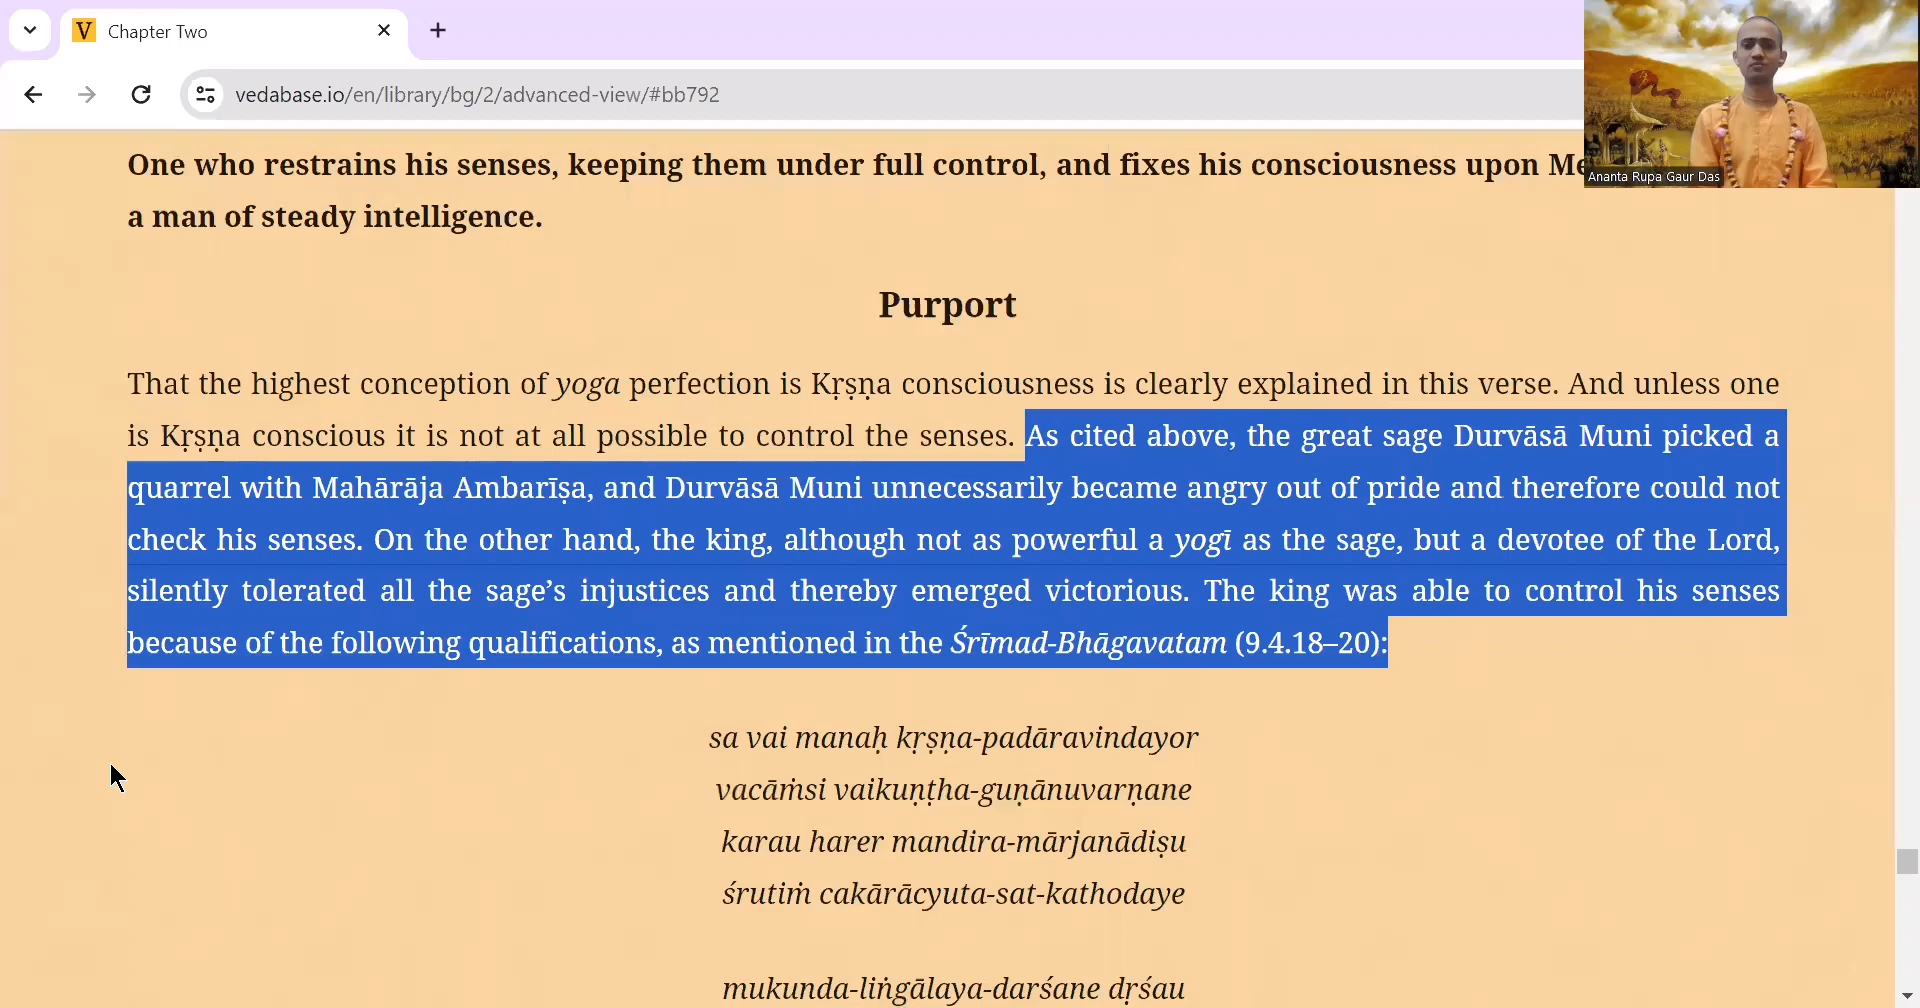 Chapter Two
vedabase.io/en/library/bg/2/advanced-view/#bb792
Ananta Rupa Gaur Das
One who restrains his senses, keeping them under full control, and fixes his consciousness upon
a man of steady intelligence.
Purport
That the highest conception of yoga perfection is Kṛṣṇa consciousness is clearly explained in this verse. And unless one
is Kṛṣṇa conscious it is not at all possible to control the senses. As cited above, the great sage Durvāsā Muni picked a
quarrel with Mahārāja Ambarīṣa, and Durvāsā Muni unnecessarily became angry out of pride and therefore could not
check his senses. On the other hand, the king, although not as powerful a yogī as the sage, but a devotee of the Lord,
silently tolerated all the sage’s injustices and thereby emerged victorious. The king was able to control his senses
because of the following qualifications, as mentioned in the Śrīmad-Bhāgavatam (9.4.18–20):
sa vai manaḥ kṛṣṇa-padāravindayor
vacāṁsi vaikuṇṭha-guṇānuvarṇane
karau harer mandira-mārjanādiṣu
śrutiṁ cakārācyuta-sat-kathodaye
mukunda-liṅgālaya-darśane dṛśau